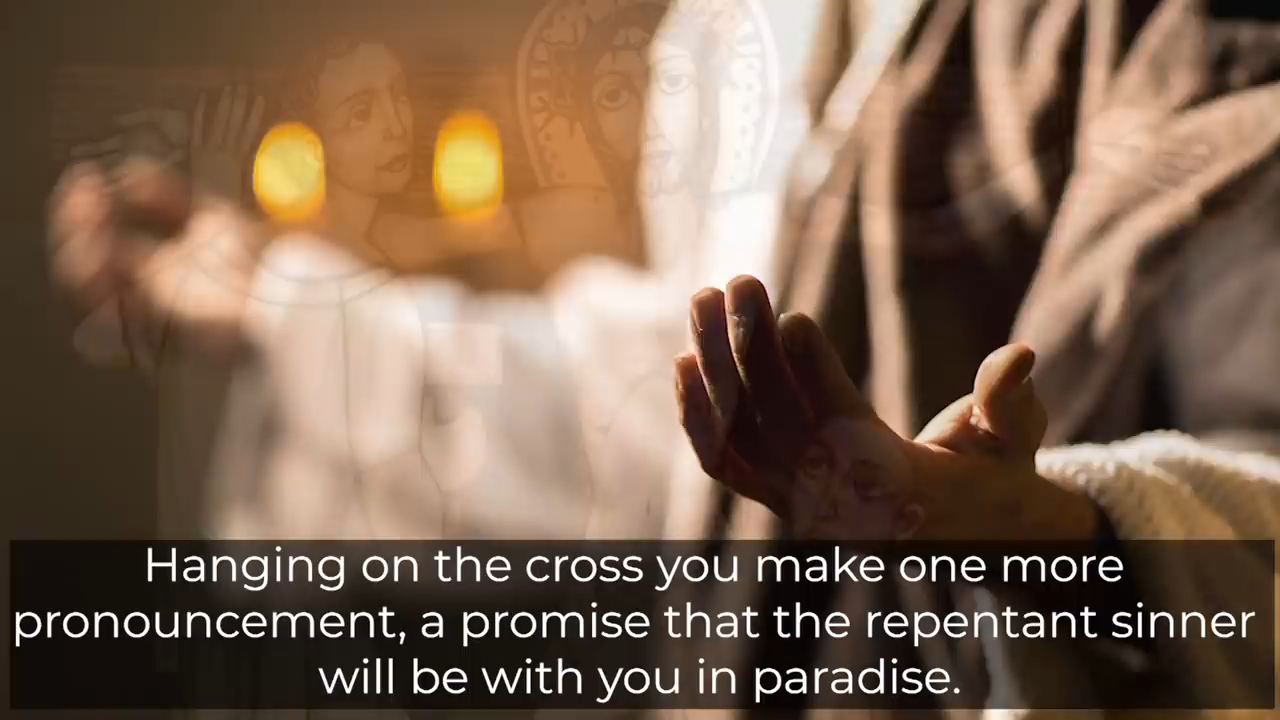 Hanging on the cross you make one more
pronouncement, a promise that the repentant sinner
will be with you in paradise.